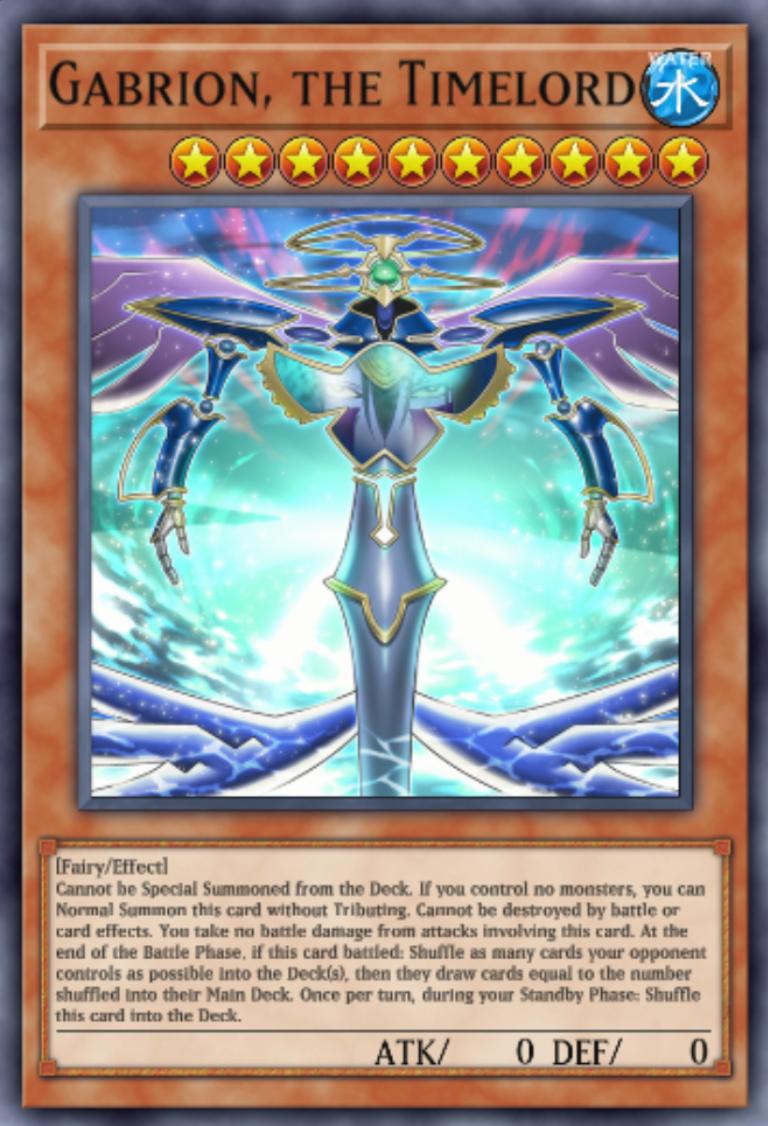 GABRION, THE TIMELORD
WATER
水
[Fairy/Effect]
Cannot be Special Summoned from the Deck. If you control no monsters, you can
Normal Summon this card without Tributing. Cannot be destroyed by battle or
card effects. You take no battle damage from attacks involving this card. At the
end of the Battle Phase, if this card battled: Shuffle as many cards your opponent
controls as possible into the Deck(s), then they draw cards equal to the number
shuffled into their Main Deck. Once per turn, during your Standby Phase: Shuffle
this card into the Deck.
ATK/ 0 DEF/ 0